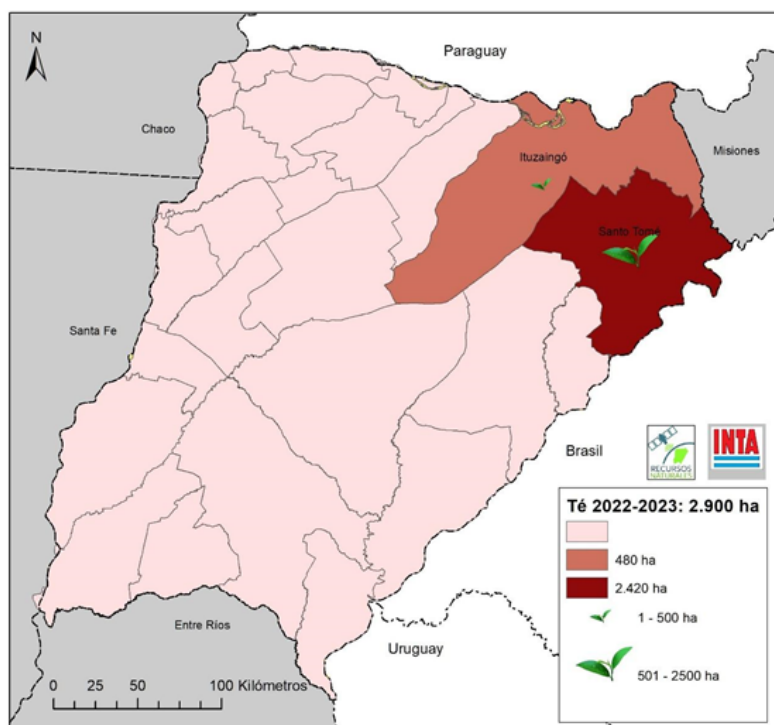 N
Paraguay
Chaco
Misiones
Ituzaingó
Santo Tomé
Santa Fe
Brasil
RECURSOS
NATURALES
INTA
Té 2022-2023: 2.900 ha
480 ha
2.420 ha
1 - 500 ha
501 - 2500 ha
Entre Ríos
Uruguay
0 25 50 100 Kilómetros